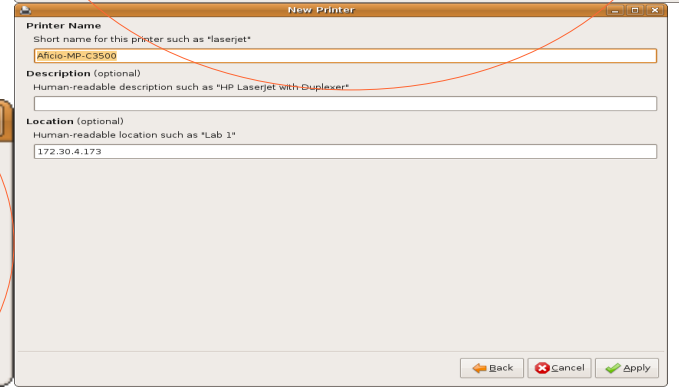 New Printer
Printer Name
Short name for this printer such as "laserjet"
Aficio-MP-C3500
Description (optional)
Human-readable description such as "HP LaserJet with Duplexer"
Location (optional)
Human-readable location such as "Lab 1"
172.30.4.173
Back Cancel Apply